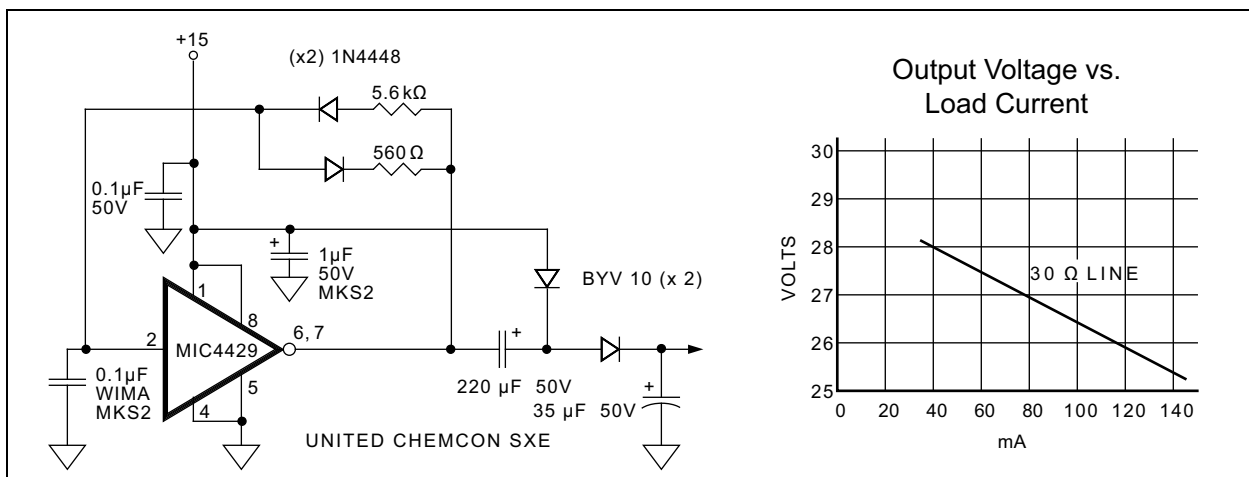 +15
(x2) 1N4448
5.6kΩ
560Ω
0.1µF
50V
1µF
50V
MKS2
BYV 10 (x 2)
1
8
6, 7
2
MIC4429
5
4
0.1µF
WIMA
MKS2
220 µF 50V
35 µF 50V
UNITED CHEMCON SXE
Output Voltage vs.
Load Current
30
29
28
27
26
25
VOLTS
30 Ω LINE
0 20 40 60 80 100 120 140
mA
+
+
+